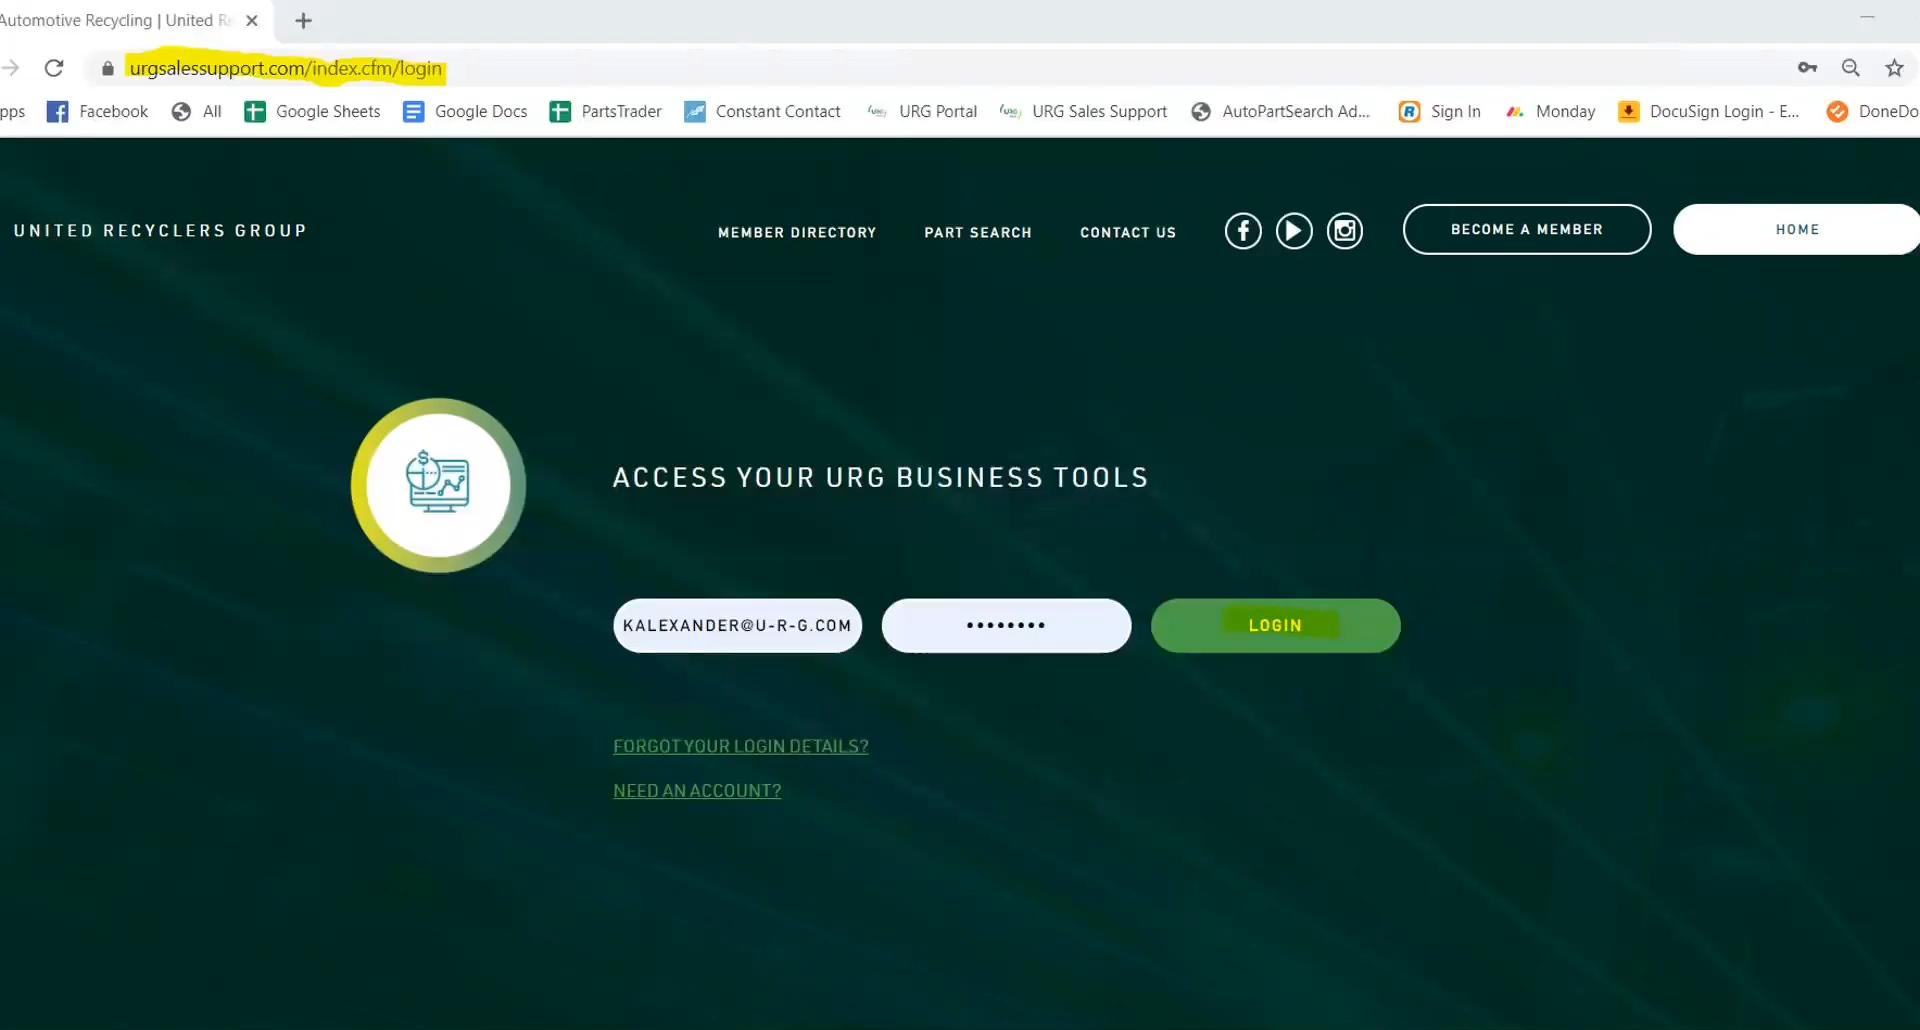 Automotive Recycling | United Re
urgsalessupport.com/index.cfm/login
pps Facebook All Google Sheets Google Docs PartsTrader Constant Contact URG URG Portal URG URG Sales Support AutoPartSearch Ad... R Sign In Monday DocuSign Login - E... DoneDo
UNITED RECYCLERS GROUP MEMBER DIRECTORY PART SEARCH CONTACT US BECOME A MEMBER HOME
$
ACCESS YOUR URG BUSINESS TOOLS
KALEXANDER@U-R-G.COM •••••••• LOGIN
FORGOT YOUR LOGIN DETAILS?
NEED AN ACCOUNT?